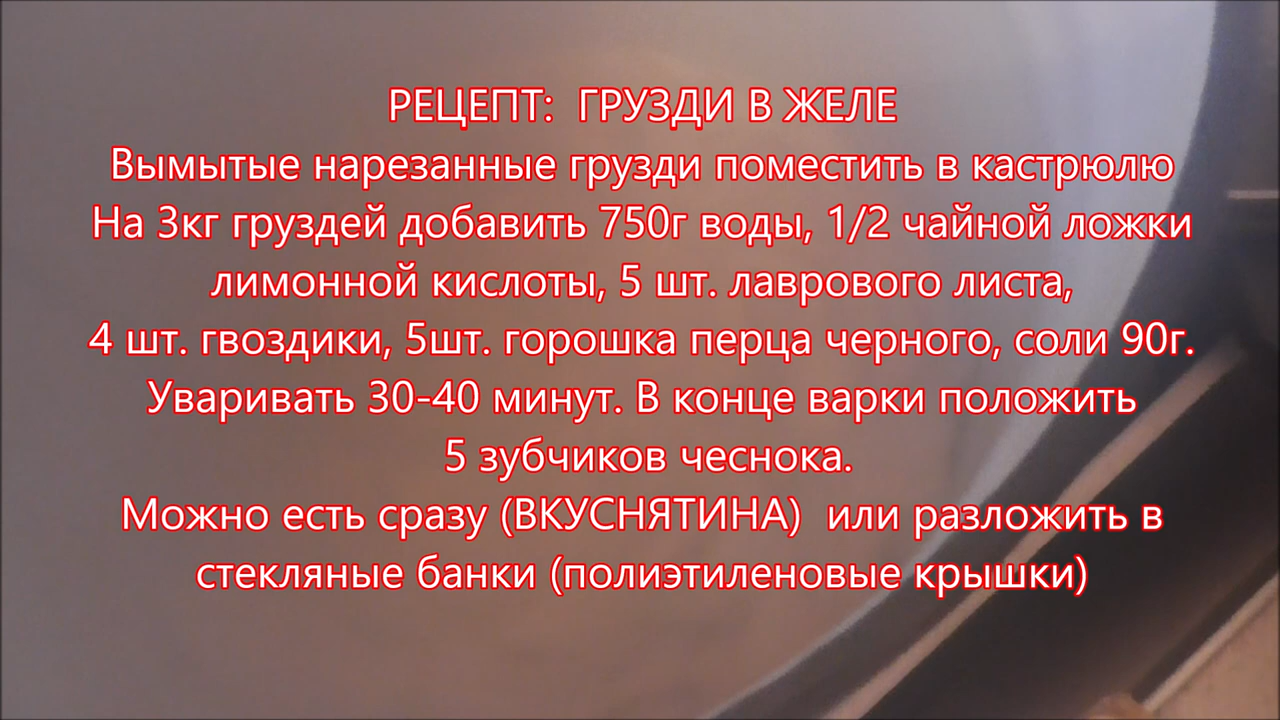 РЕЦЕПТ:  ГРУЗДИ В ЖЕЛЕ
Вымытые нарезанные грузди поместить в кастрюлю
На 3кг груздей добавить 750г воды, 1/2 чайной ложки
лимонной кислоты, 5 шт. лаврового листа,
4 шт. гвоздики, 5шт. горошка перца черного, соли 90г.
Уваривать 30-40 минут. В конце варки положить
5 зубчиков чеснока.
Можно есть сразу (ВКУСНЯТИНА)  или разложить в
стекляные банки (полиэтиленовые крышки)